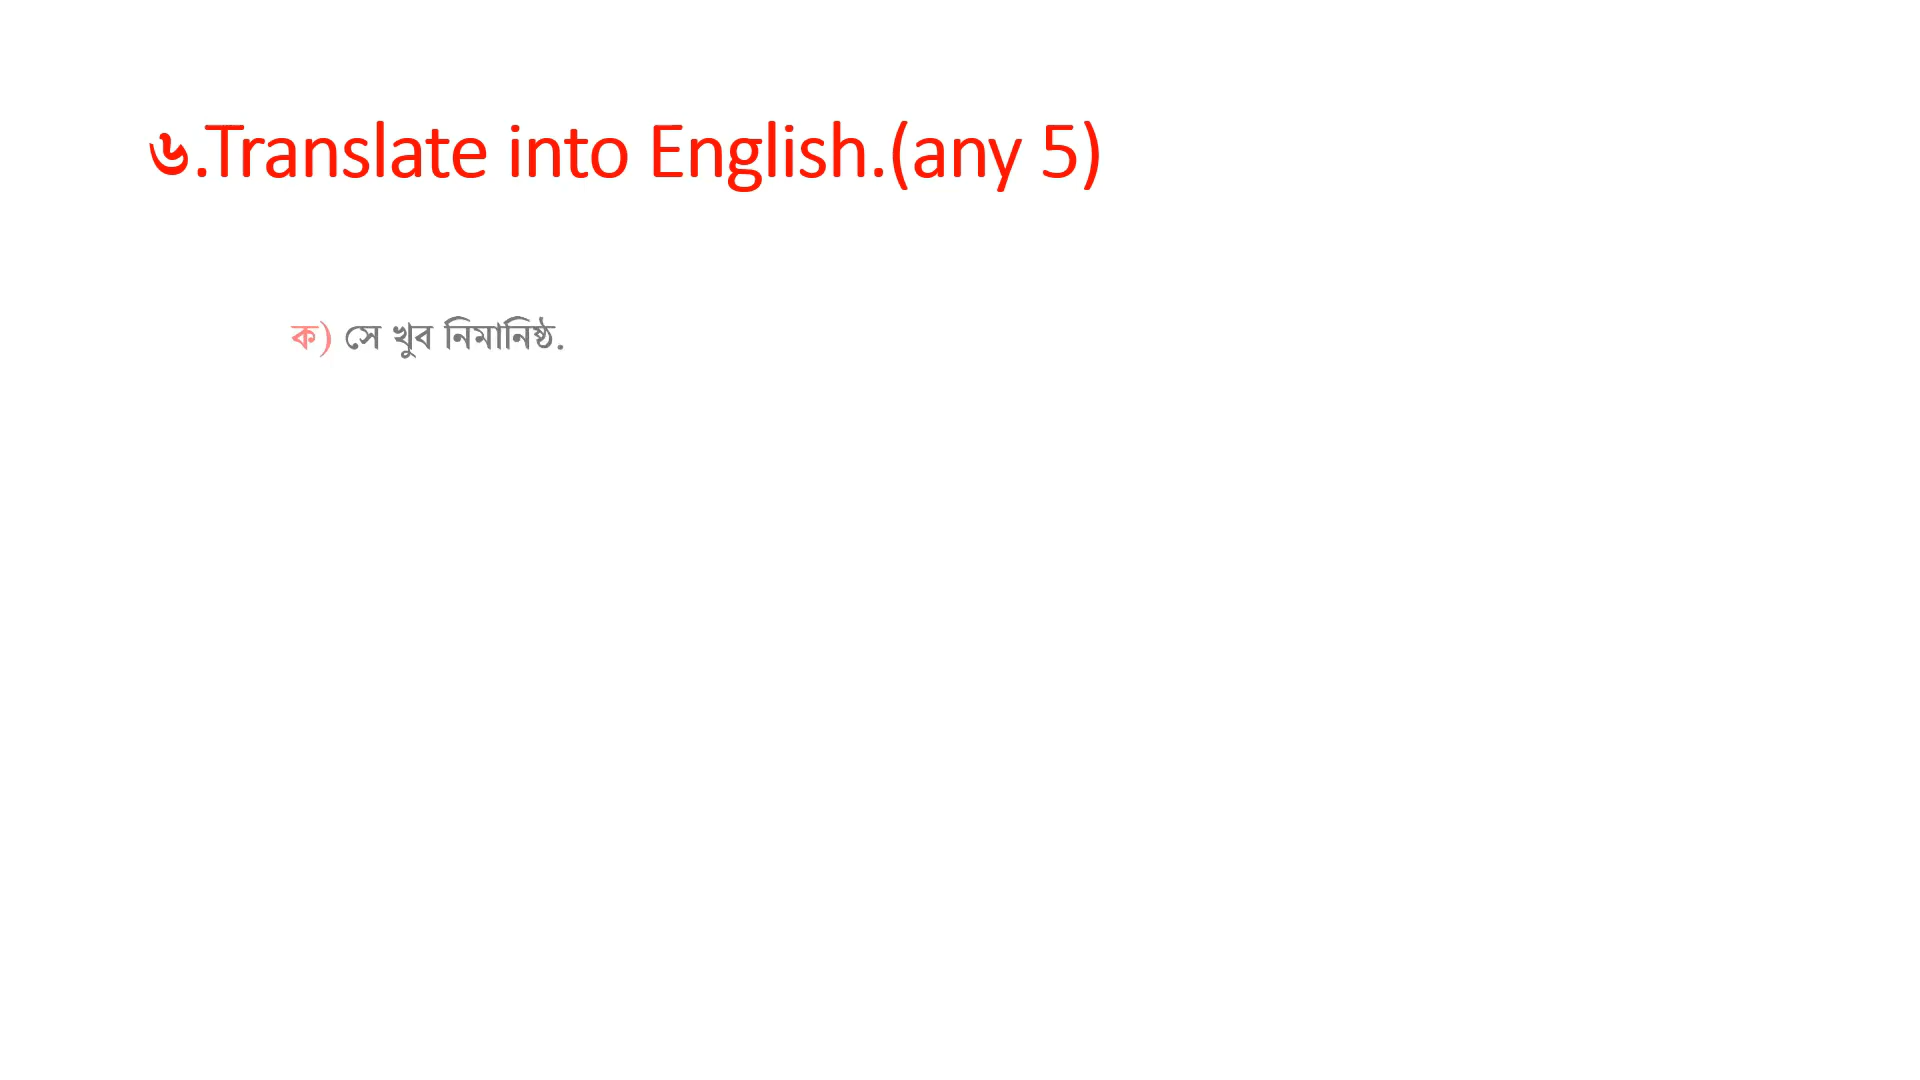 ৬.Translate into English.(any 5)
ক) সে খুব নিমানিষ্ঠ.